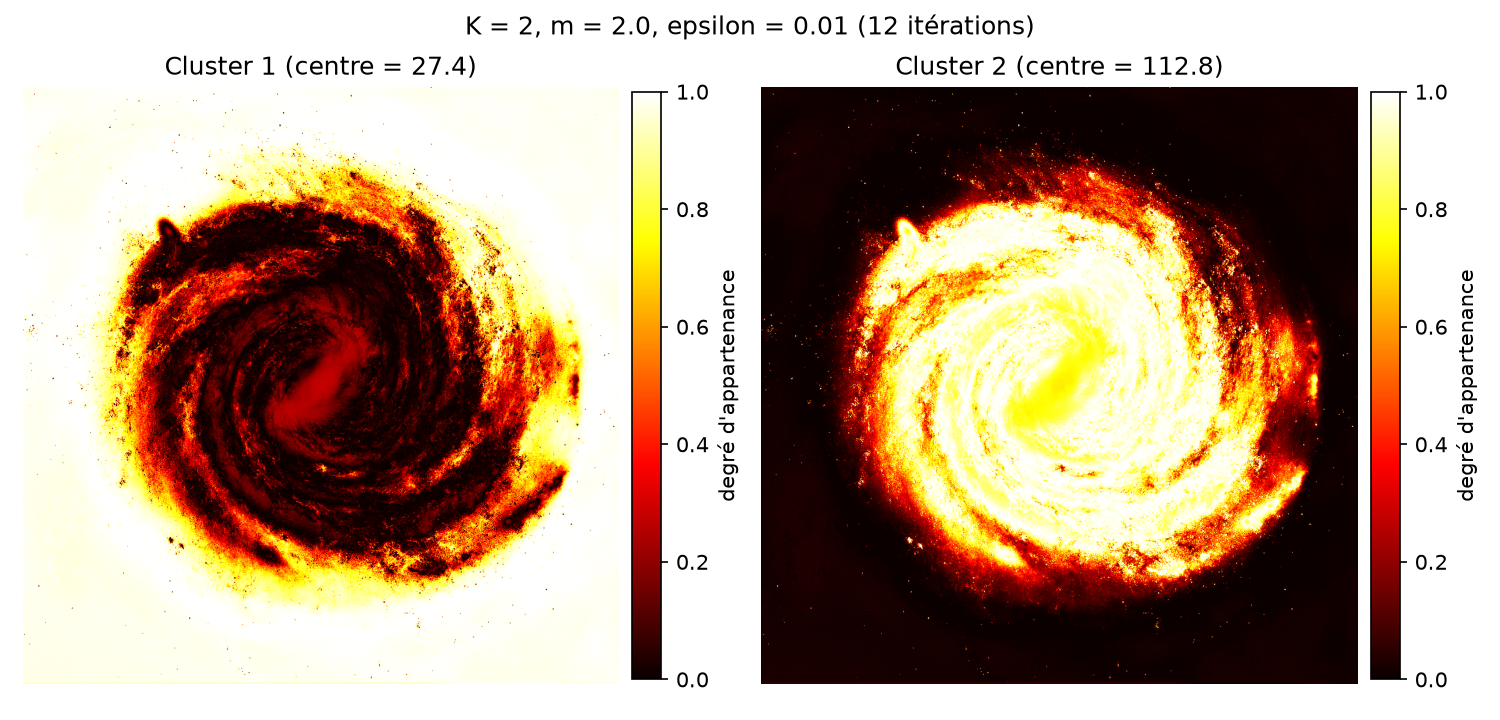 K = 2, m = 2.0, epsilon = 0.01 (12 itérations)
Cluster 1 (centre = 27.4)
1.0
0.8
0.6
0.4
0.2
0.0
degré d'appartenance
Cluster 2 (centre = 112.8)
1.0
0.8
0.6
0.4
0.2
0.0
degré d'appartenance